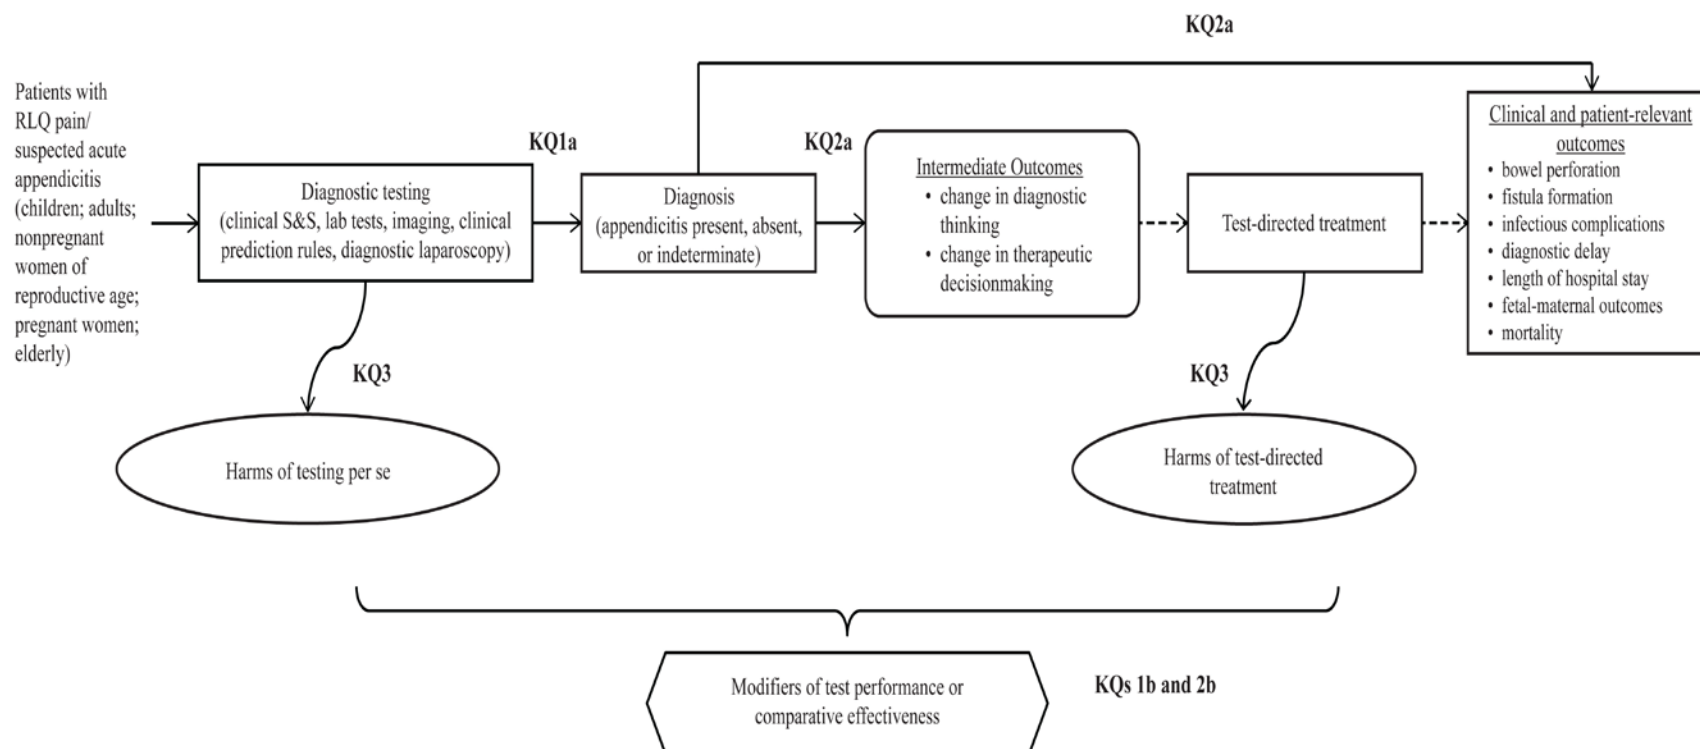 KQ2a
Patients with
RLQ pain/
suspected acute
appendicitis
(children; adults;
nonpregnant
women of
reproductive age;
pregnant women;
elderly)
Diagnostic testing
(clinical S&S, lab tests, imaging, clinical
prediction rules, diagnostic laparoscopy)
KQ1a
Diagnosis
(appendicitis present, absent,
or indeterminate)
KQ2a
Intermediate Outcomes
• change in diagnostic
thinking
• change in therapeutic
decisionmaking
Test-directed treatment
Clinical and patient-relevant
outcomes
• bowel perforation
• fistula formation
• infectious complications
• diagnostic delay
• length of hospital stay
• fetal-maternal outcomes
• mortality
KQ3
Harms of testing per se
KQ3
Harms of test-directed
treatment
Modifiers of test performance or
comparative effectiveness
KQs 1b and 2b